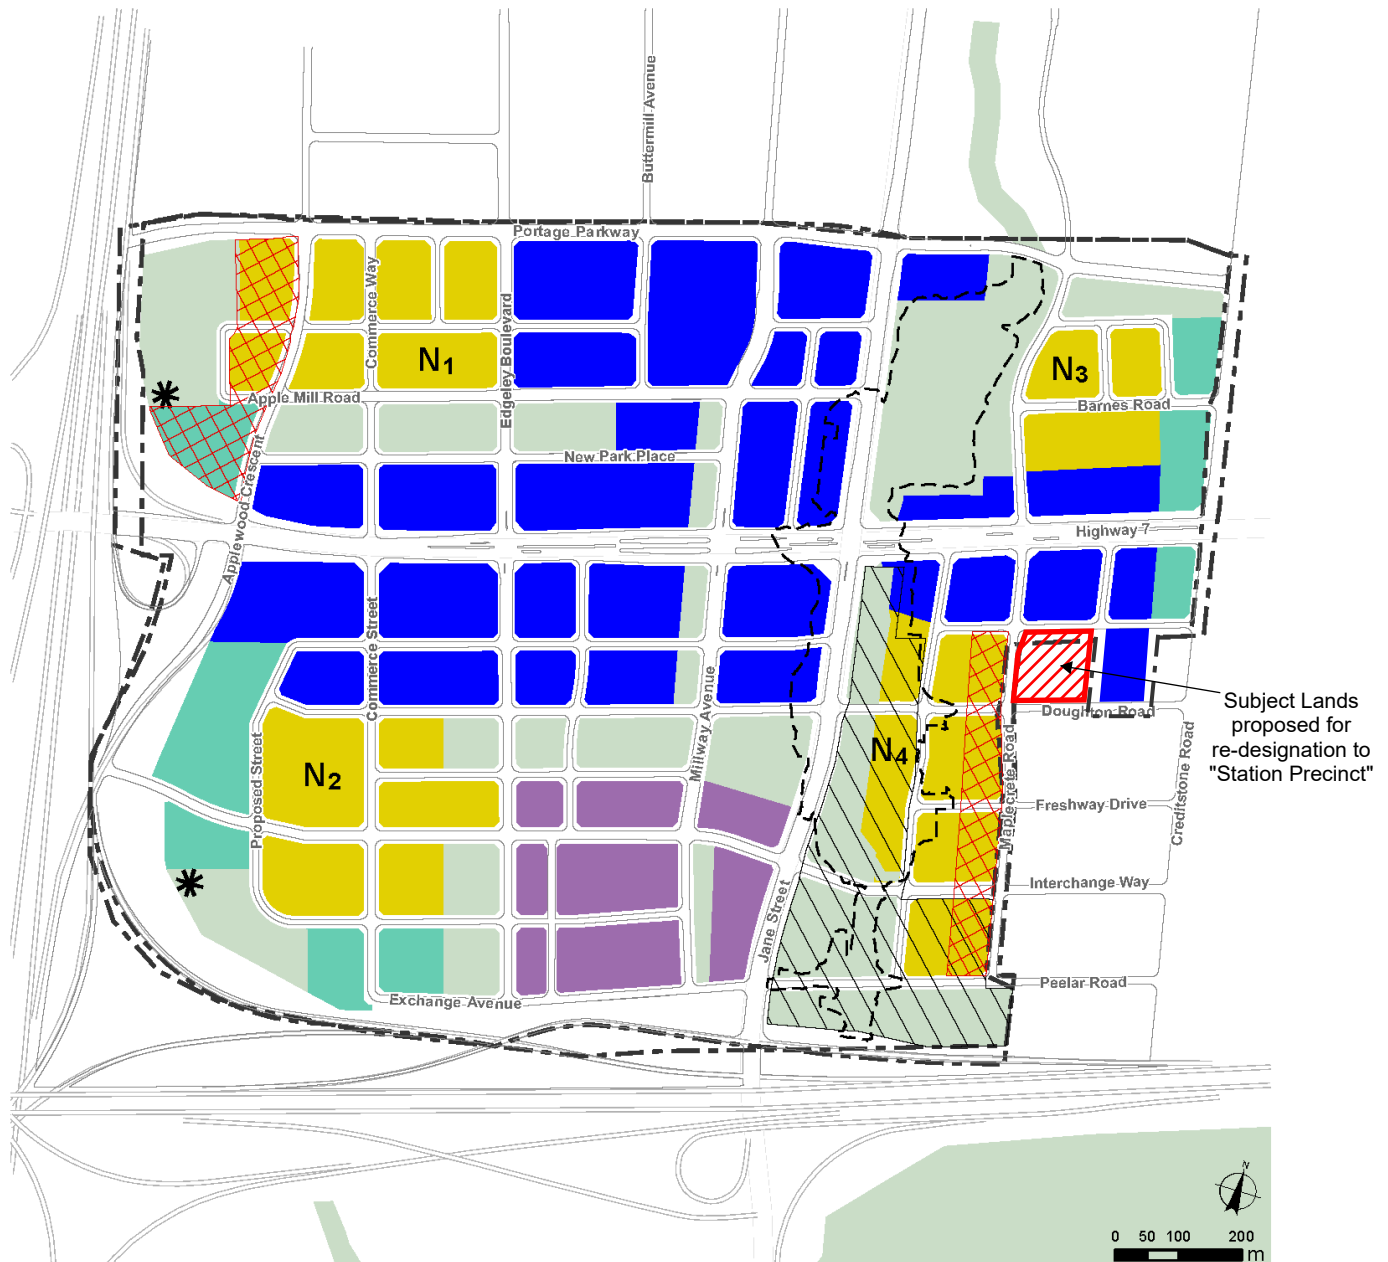 Buttermill Avenue
Portage Parkway
Commerce Way
Edgeley Boulevard
N1
N3
Apple Mill Road
Barnes Road
Applewood Crescent
New Park Place
Highway 7
Commerce Street
Millway Avenue
Doughton Road
Subject Lands
proposed for
re-designation to
"Station Precinct"
N4
N2
Proposed Street
Maplecrete Road
Creditstone Road
Freshway Drive
Interchange Way
Jane Street
Peelar Road
Exchange Avenue
N
0 50 100 200
m